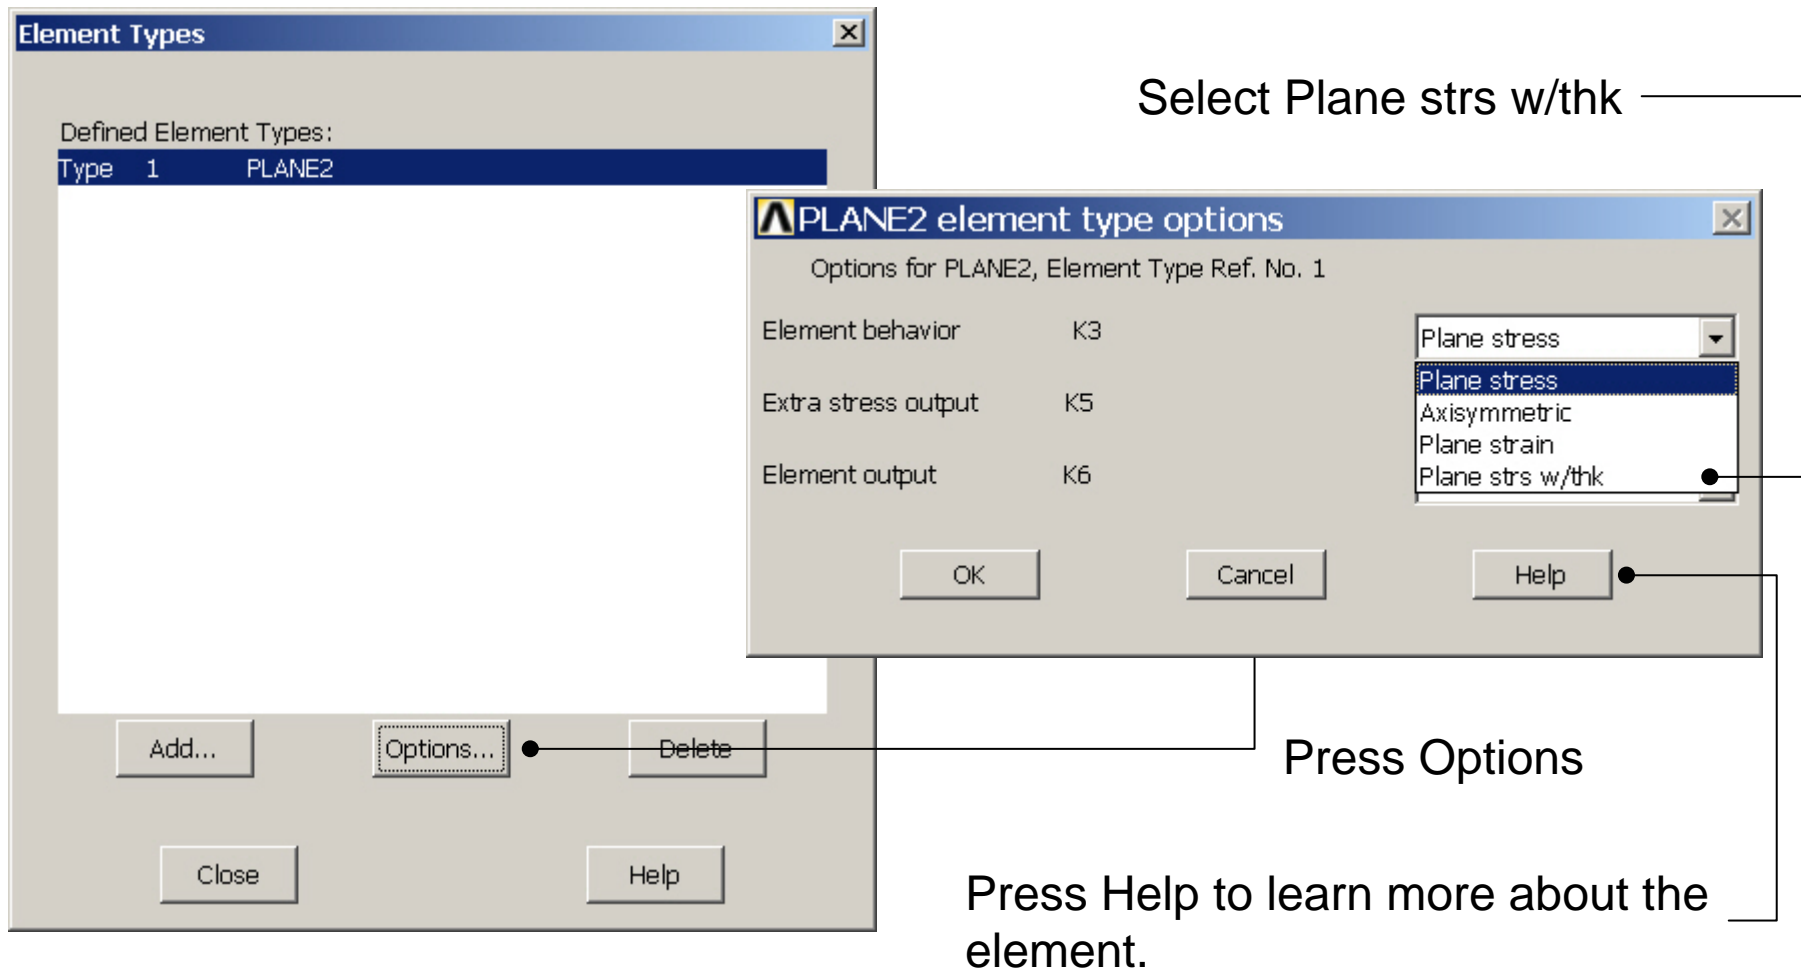 Element Types
Defined Element Types:
Type 1 PLANE2
Add...
Options...
Delete
Close
Help
Select Plane strs w/thk
PLANE2 element type options
Options for PLANE2, Element Type Ref. No. 1
Element behavior K3
Plane stress
Plane stress
Axisymmetric
Plane strain
Plane strs w/thk
Extra stress output K5
Element output K6
OK
Cancel
Help
Press Options
Press Help to learn more about the
element.